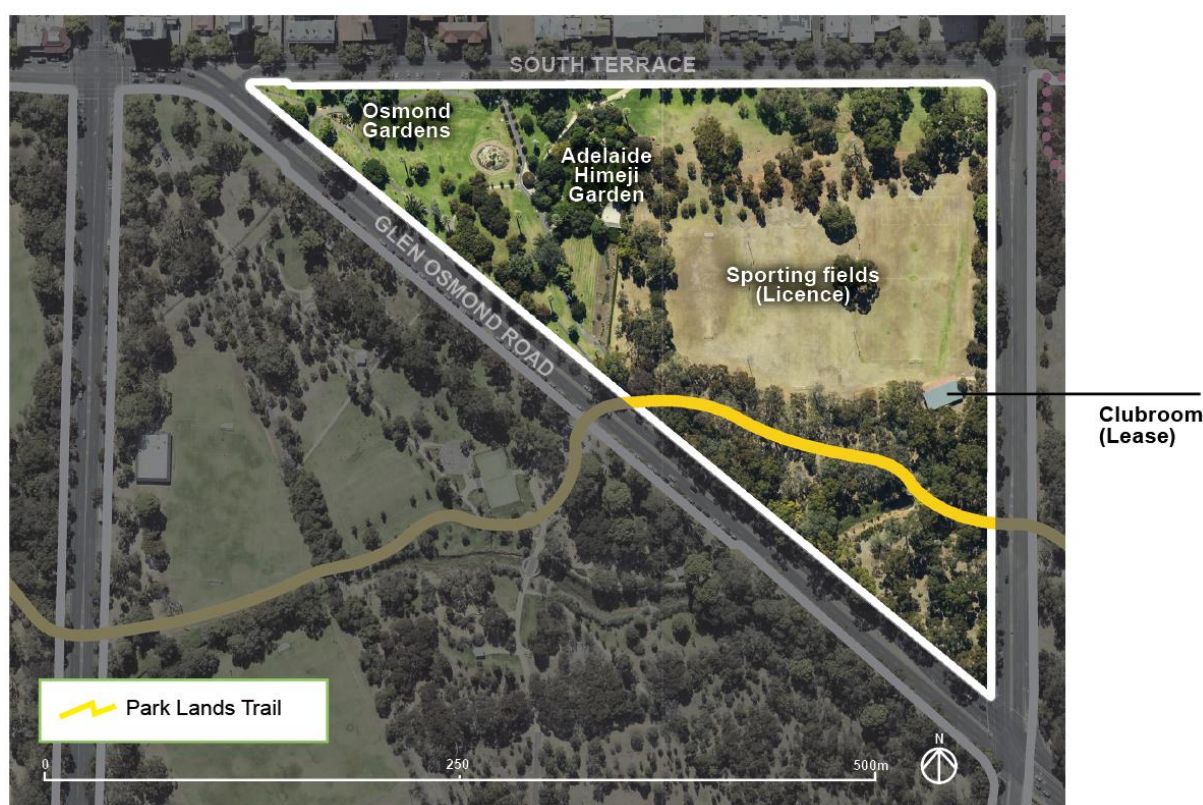 SOUTH TERRACE
Osmond
Gardens
Adelaide
Himeji
Garden
GLEN OSMOND ROAD
Sporting fields
(Licence)
Clubroom
(Lease)
Park Lands Trail
0
250
500m
N